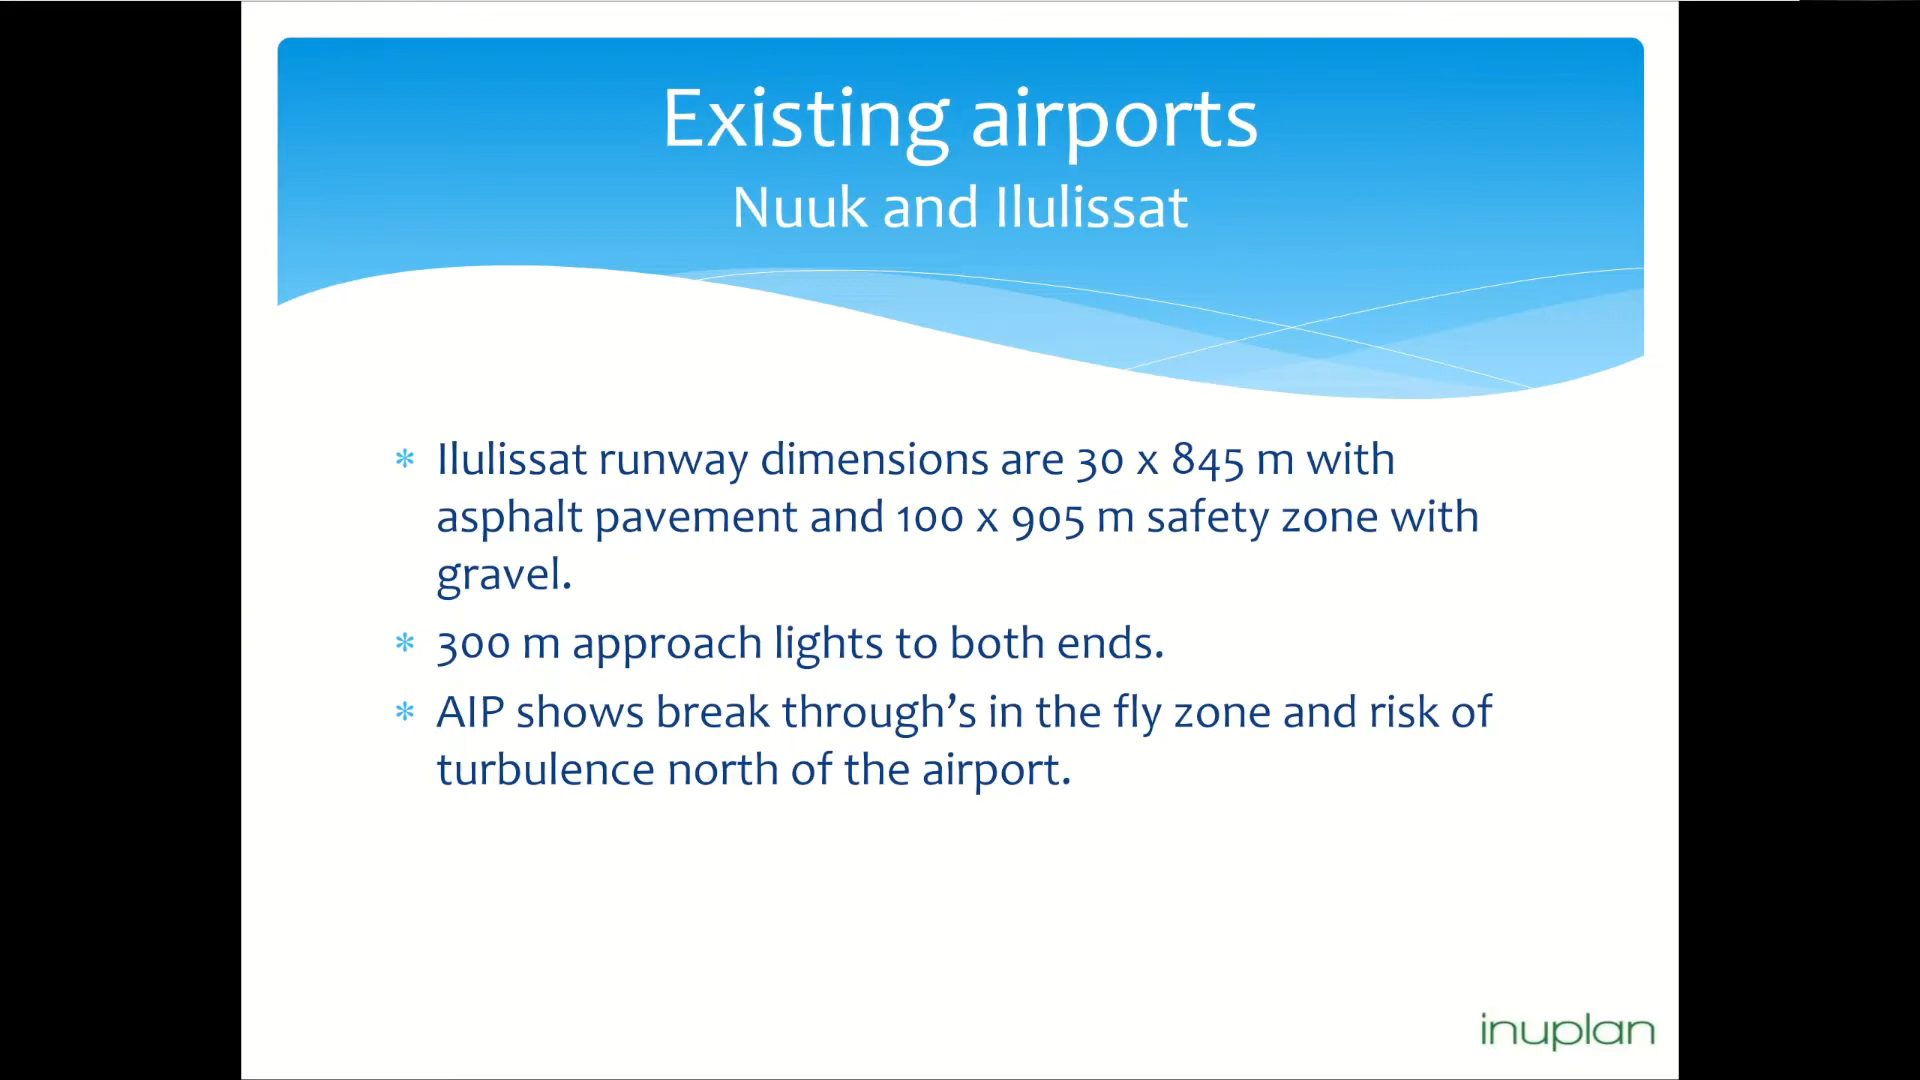 Existing airports
Nuuk and Ilulissat
* Ilulissat runway dimensions are 30 x 845 m with
asphalt pavement and 100 x 905 m safety zone with
gravel.
* 300 m approach lights to both ends.
* AIP shows break through’s in the fly zone and risk of
turbulence north of the airport.
inuplan